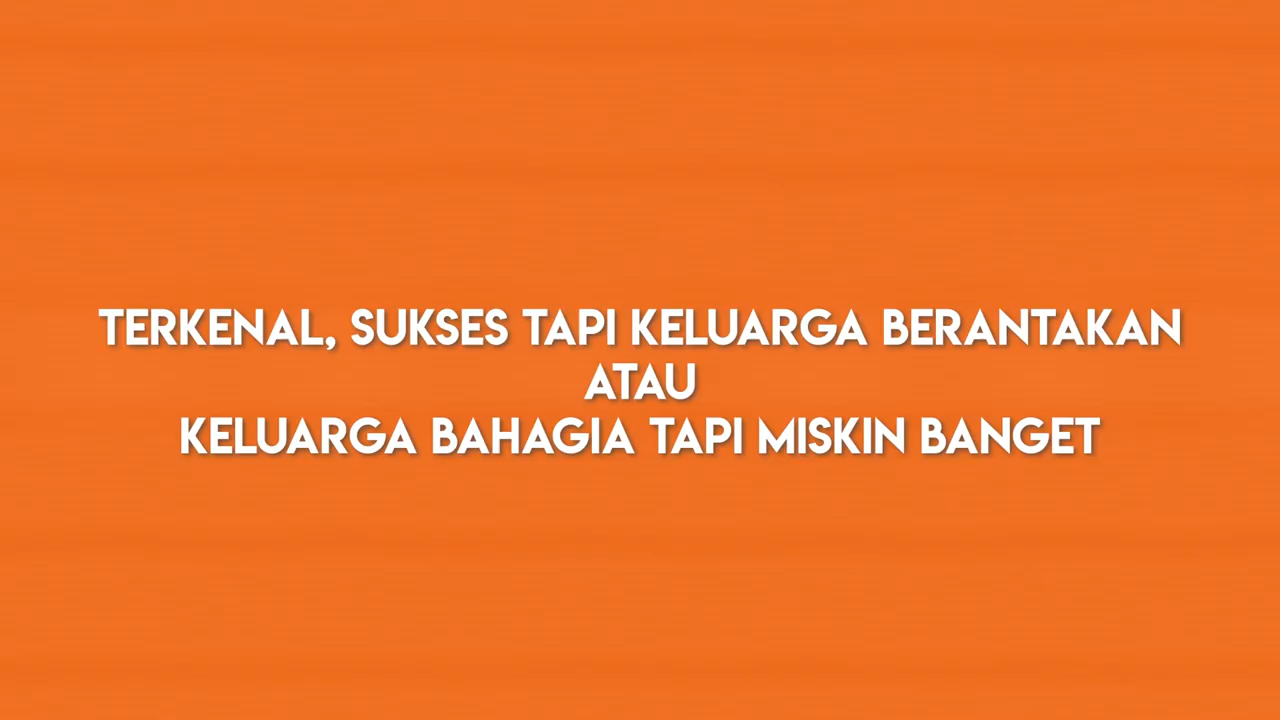 TERKENAL, SUKSES TAPI KELUARGA BERANTAKAN
ATAU
KELUARGA BAHAGIA TAPI MISKIN BANGET